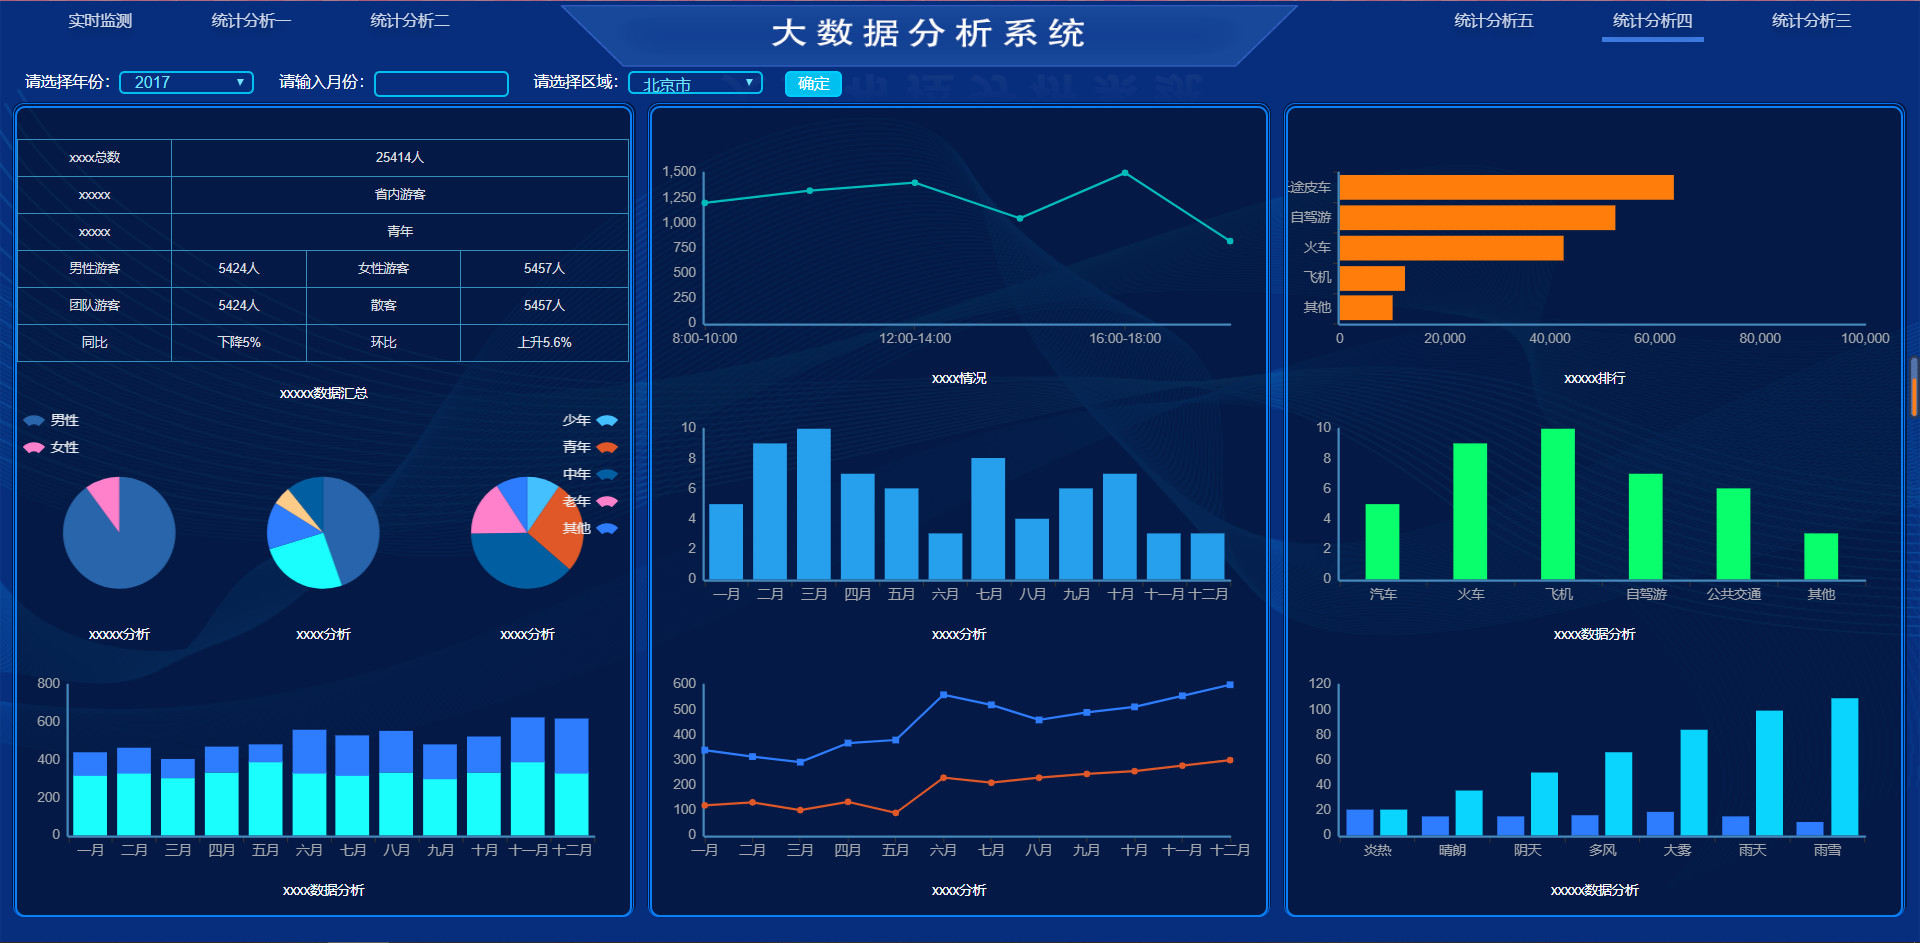 实时监测 统计分析一 统计分析二 大数据分析系统 统计分析五 统计分析四 统计分析三
请选择年份: 2017 请输入月份: 请选择区域: 北京市 确定
xxxx总数 25414人
xxxxx 省内游客
xxxxx 青年
男性游客 5424人 女性游客 5457人
团队游客 5424人 散客 5457人
同比 下降5% 环比 上升5.6%
xxxxx数据汇总
男性
女性
少年
青年
中年
老年
其他
xxxxx分析 xxxx分析 xxxx分析
800
600
400
200
0
一月 二月 三月 四月 五月 六月 七月 八月 九月 十月 十一月 十二月
xxxx数据分析
1,500
1,250
1,000
750
500
250
0
8:00-10:00 12:00-14:00 16:00-18:00
xxxx情况
10
8
6
4
2
0
一月 二月 三月 四月 五月 六月 七月 八月 九月 十月 十一月 十二月
xxxx分析
600
500
400
300
200
100
0
一月 二月 三月 四月 五月 六月 七月 八月 九月 十月 十一月 十二月
xxxx分析
途皮车
自驾游
火车
飞机
其他
0 20,000 40,000 60,000 80,000 100,000
xxxxx排行
10
8
6
4
2
0
汽车 火车 飞机 自驾游 公共交通 其他
xxxx数据分析
120
100
80
60
40
20
0
炎热 晴朗 阴天 多风 大雾 雨天 雨雪
xxxxx数据分析